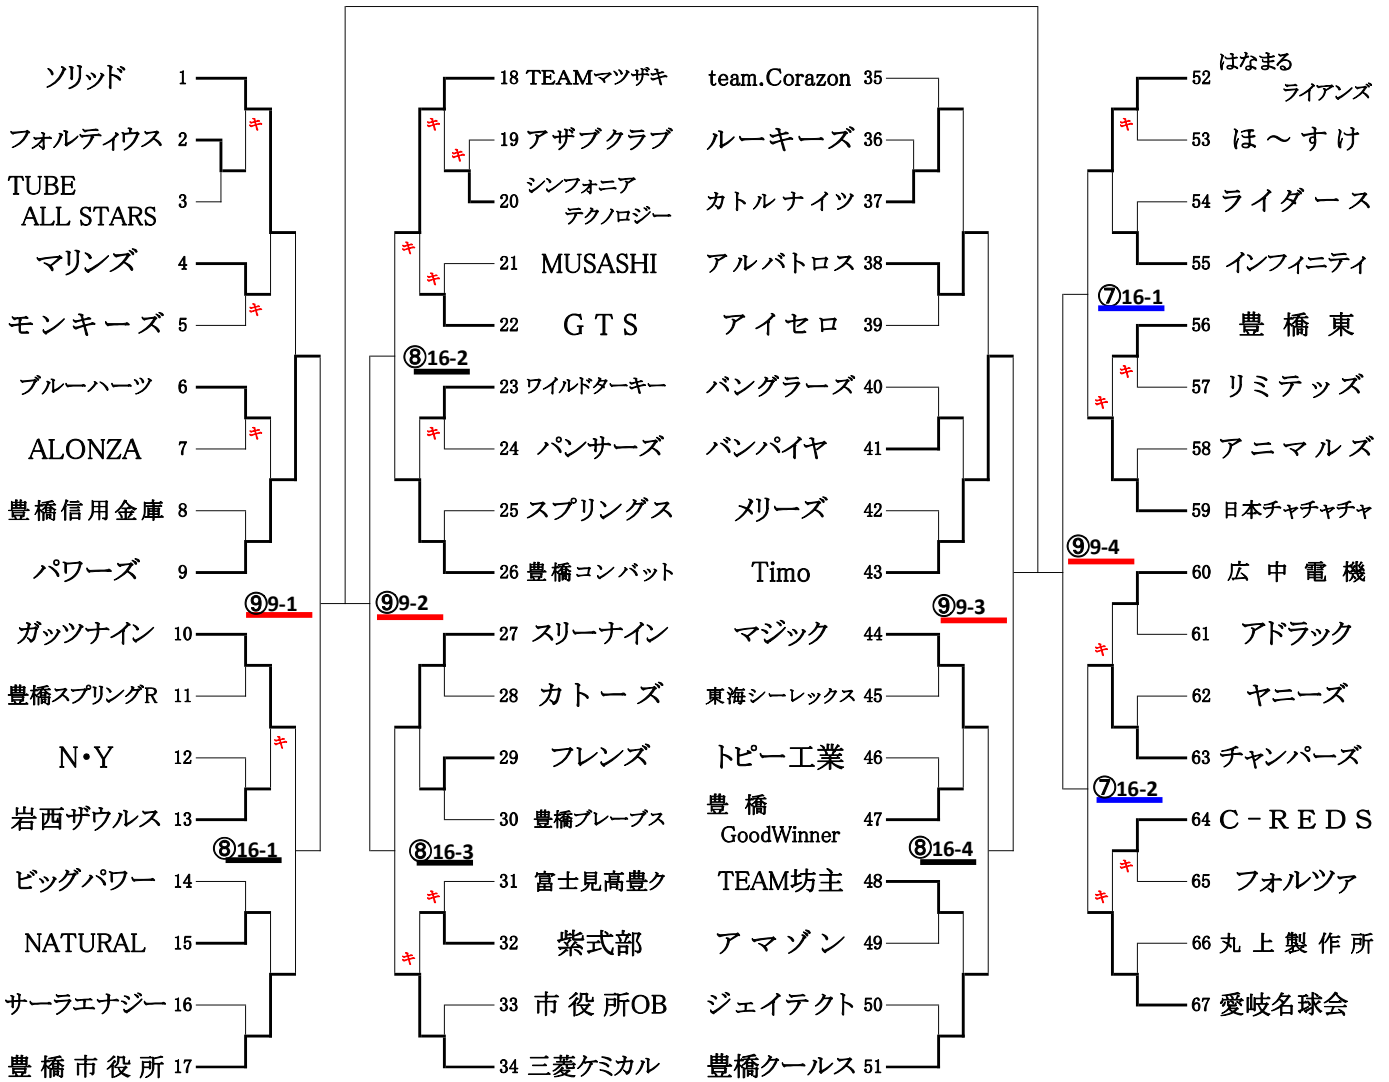 ソリッド 1
フォルティウス 2
TUBE
ALL STARS 3
マリンズ 4
モンキーズ 5
ブルーハーツ 6
ALONZA 7
豊橋信用金庫 8
パワーズ 9
ガッツナイン 10
豊橋スプリングR 11
N・Y 12
岩西ザウルス 13
ビッグパワー 14
NATURAL 15
サーラエナジー 16
豊橋市役所 17
キ
キ
キ
キ
⑨9-1
⑧16-1
18 TEAMマツザキ
19 アザブクラブ
20 シンフォニア
テクノロジー
21 MUSASHI
22 GTS
23 ワイルドターキー
24 パンサーズ
25 スプリングス
26 豊橋コンバット
27 スリーナイン
28 カトーズ
29 フレンズ
30 豊橋ブレーブス
31 富士見高豊ク
32 紫式部
33 市役所OB
34 三菱ケミカル
キ
キ
キ
キ
キ
キ
キ
⑧16-2
⑨9-2
⑧16-3
team.Corazon 35
ルーキーズ 36
カトルナイツ 37
アルバトロス 38
アイセロ 39
バングラーズ 40
バンパイヤ 41
メリーズ 42
Timo 43
マジック 44
東海シーレックス 45
トピー工業 46
豊橋
GoodWinner 47
TEAM坊主 48
アマゾン 49
ジェイテクト 50
豊橋クールス 51
⑨9-3
⑧16-4
52 はなまる
ライアンズ
53 ほ～すけ
54 ライダース
55 インフィニティ
56 豊橋東
57 リミテッズ
58 アニマルズ
59 日本チャチャチャ
60 広中電機
61 アドラック
62 ヤニーズ
63 チャンパーズ
64 C－REDS
65 フォルツァ
66 丸上製作所
67 愛岐名球会
キ
キ
キ
キ
キ
キ
⑦16-1
⑨9-4
⑦16-2